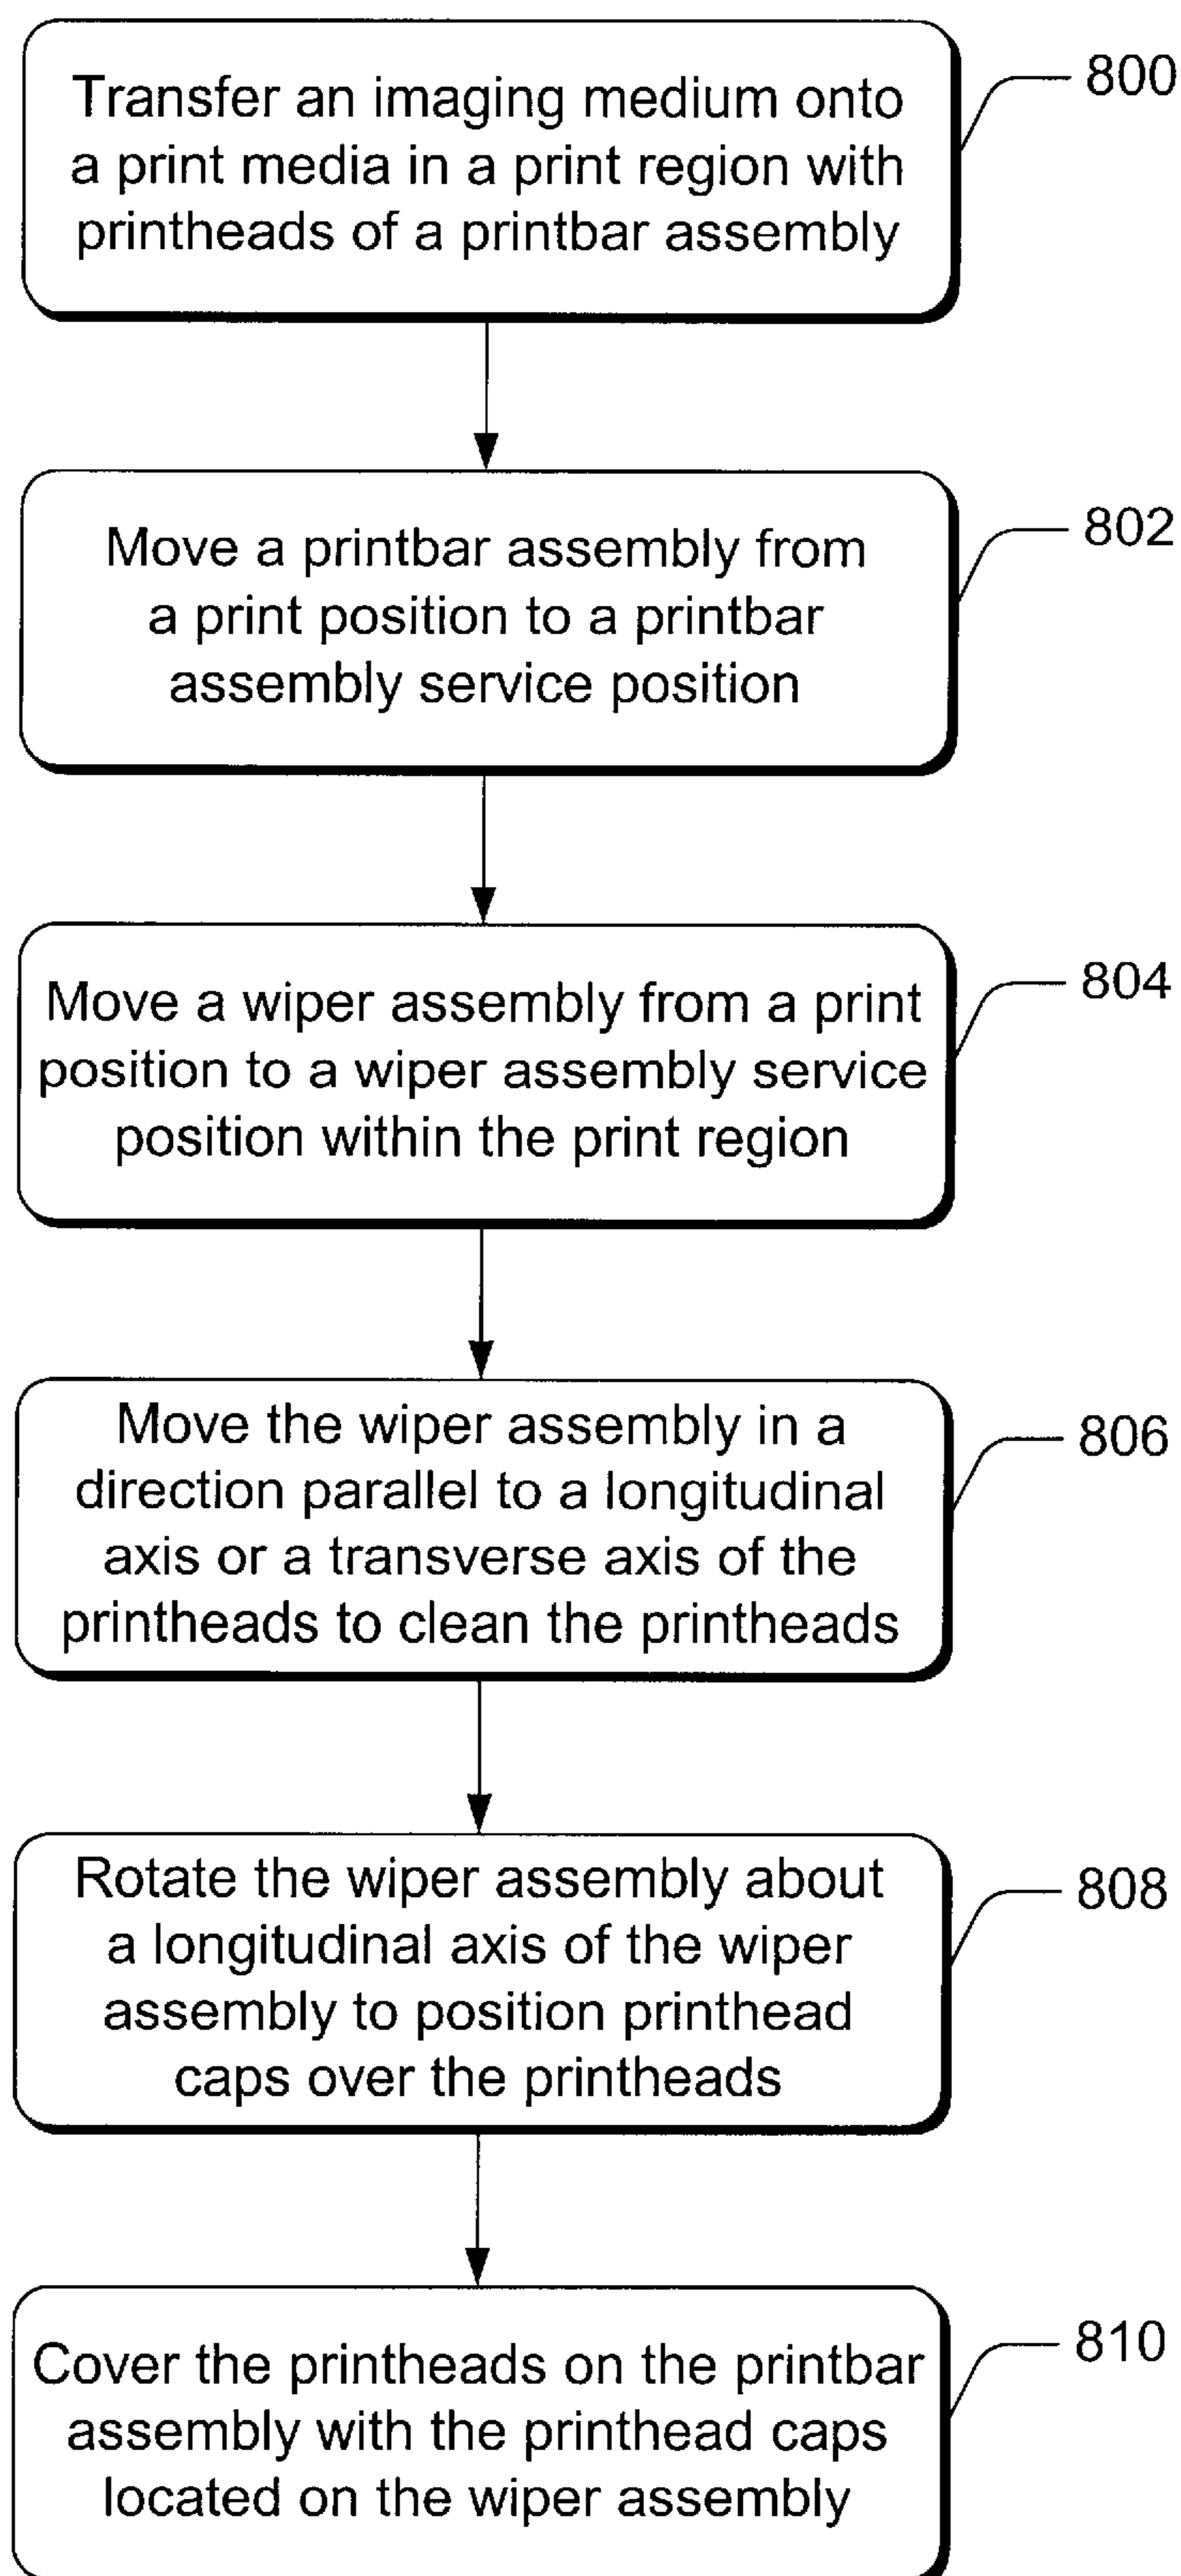 Transfer an imaging medium onto
a print media in a print region with
printheads of a printbar assembly
800
Move a printbar assembly from
a print position to a printbar
assembly service position
802
Move a wiper assembly from a print
position to a wiper assembly service
position within the print region
804
Move the wiper assembly in a
direction parallel to a longitudinal
axis or a transverse axis of the
printheads to clean the printheads
806
Rotate the wiper assembly about
a longitudinal axis of the wiper
assembly to position printhead
caps over the printheads
808
Cover the printheads on the printbar
assembly with the printhead caps
located on the wiper assembly
810